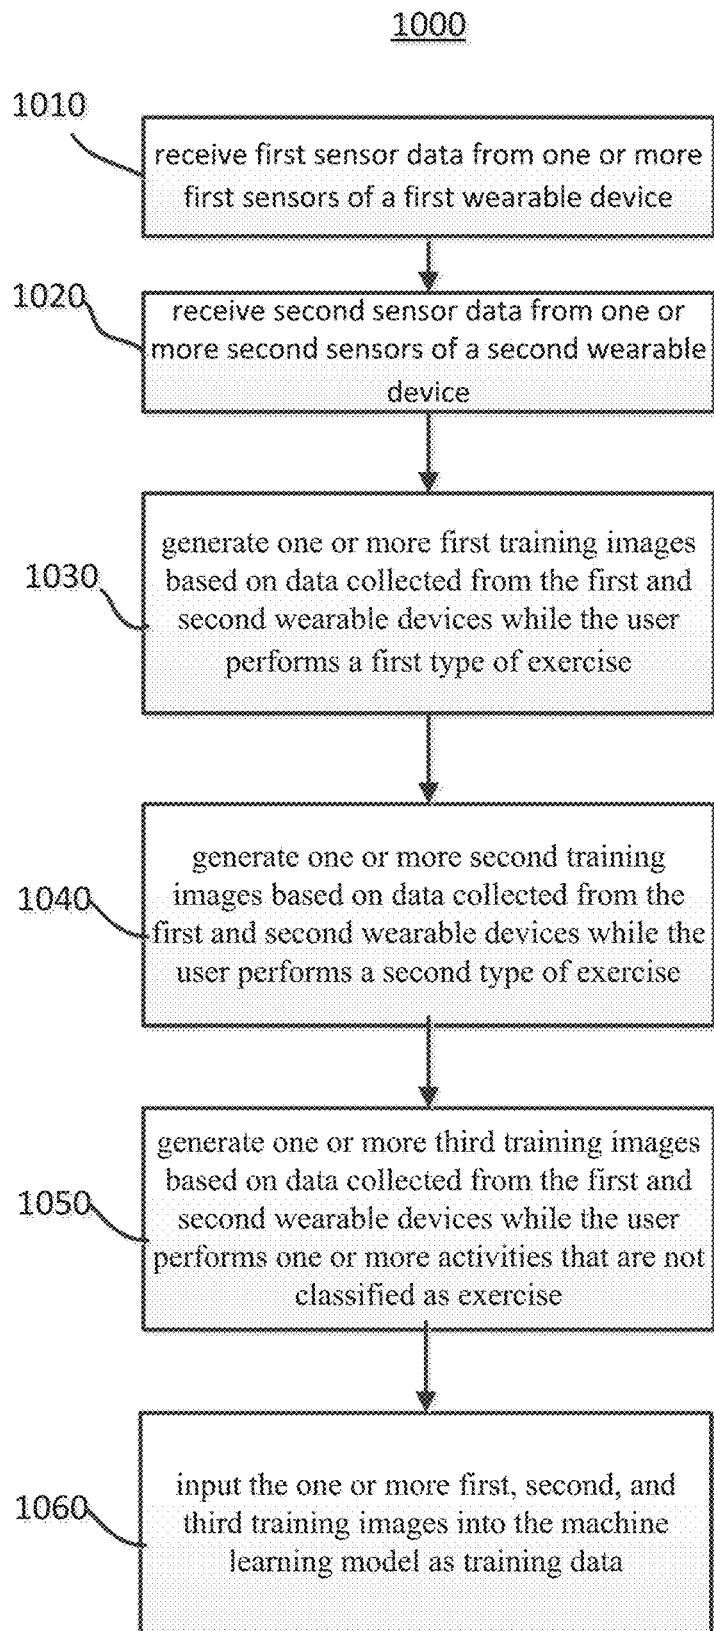 1000
1010
receive first sensor data from one or more
first sensors of a first wearable device
1020
receive second sensor data from one or
more second sensors of a second wearable
device
1030
generate one or more first training images
based on data collected from the first and
second wearable devices while the user
performs a first type of exercise
1040
generate one or more second training
images based on data collected from the
first and second wearable devices while the
user performs a second type of exercise
1050
generate one or more third training images
based on data collected from the first and
second wearable devices while the user
performs one or more activities that are not
classified as exercise
1060
input the one or more first, second, and
third training images into the machine
learning model as training data